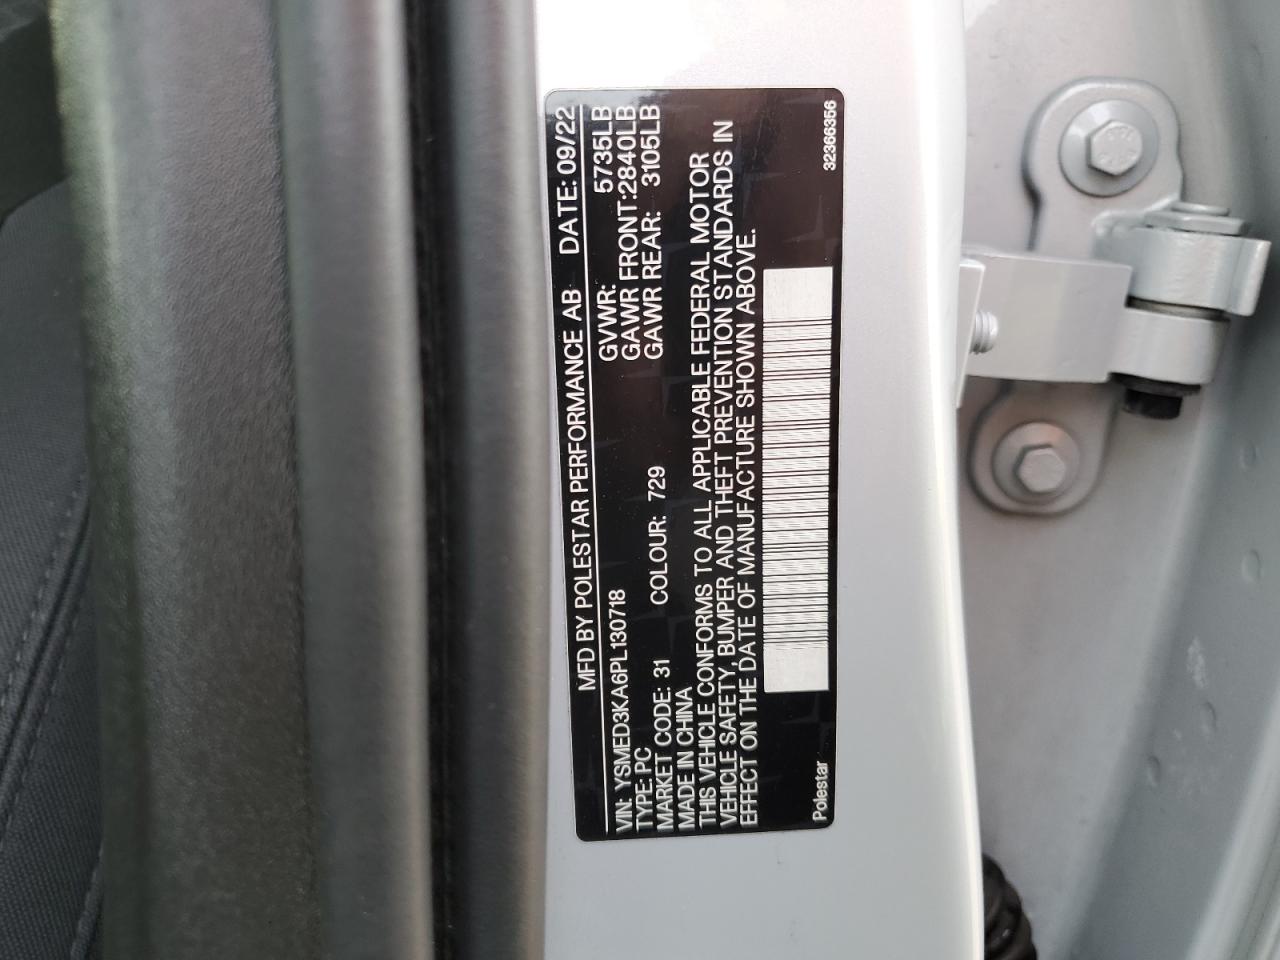 MFD BY POLESTAR PERFORMANCE AB DATE: 09/22
VIN: YSMED3KA6PL130718 GVWR: 5735LB
TYPE: PC GAWR FRONT:2840LB
MARKET CODE: 31 COLOUR: 729 GAWR REAR: 3105LB
MADE IN CHINA
THIS VEHICLE CONFORMS TO ALL APPLICABLE FEDERAL MOTOR
VEHICLE SAFETY, BUMPER AND THEFT PREVENTION STANDARDS IN
EFFECT ON THE DATE OF MANUFACTURE SHOWN ABOVE.
Polestar 32366356